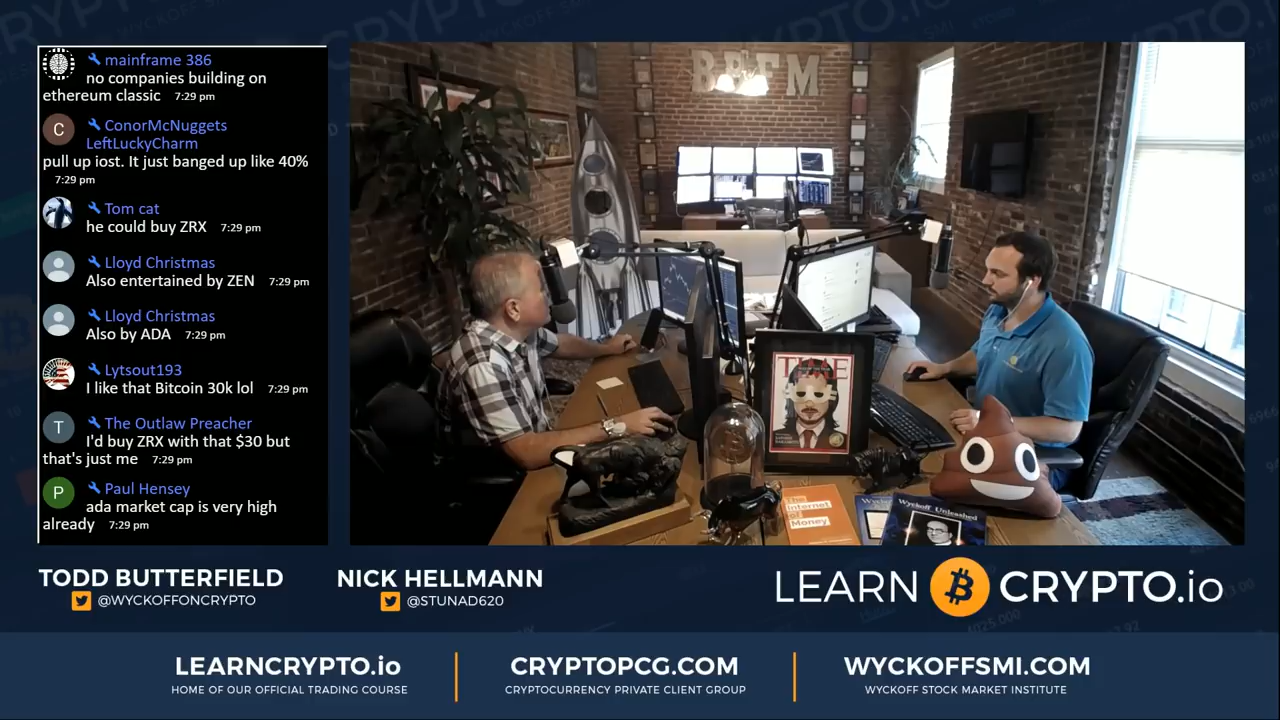 mainframe 386
no companies building on
ethereum classic 7:29 pm
C
ConorMcNuggets
LeftLuckyCharm
pull up iost. It just banged up like 40%
7:29 pm
Tom cat
he could buy ZRX 7:29 pm
Lloyd Christmas
Also entertained by ZEN 7:29 pm
Lloyd Christmas
Also by ADA 7:29 pm
Lytsout193
I like that Bitcoin 30k lol 7:29 pm
T
The Outlaw Preacher
I'd buy ZRX with that $30 but
that's just me 7:29 pm
P
Paul Hensey
ada market cap is very high
already 7:29 pm
TIME
The
Internet
of
Money
Wyckoff Unleashed
TODD BUTTERFIELD
@WYCKOFFONCRYPTO
NICK HELLMANN
@STUNAD620
LEARN CRYPTO.io
LEARNCRYPTO.io
HOME OF OUR OFFICIAL TRADING COURSE
CRYPTOPCG.COM
CRYPTOCURRENCY PRIVATE CLIENT GROUP
WYCKOFFSMI.COM
WYCKOFF STOCK MARKET INSTITUTE